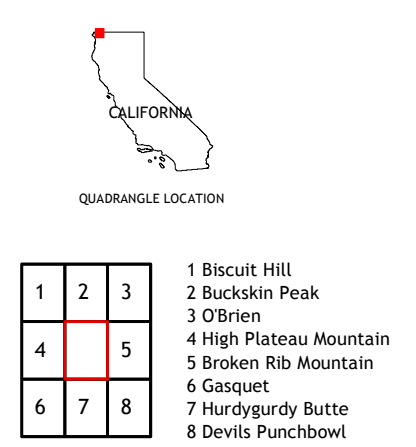 CALIFORNIA
QUADRANGLE LOCATION
1 2 3
4 5
6 7 8
1 Biscuit Hill
2 Buckskin Peak
3 O'Brien
4 High Plateau Mountain
5 Broken Rib Mountain
6 Gasquet
7 Hurdygurdy Butte
8 Devils Punchbowl